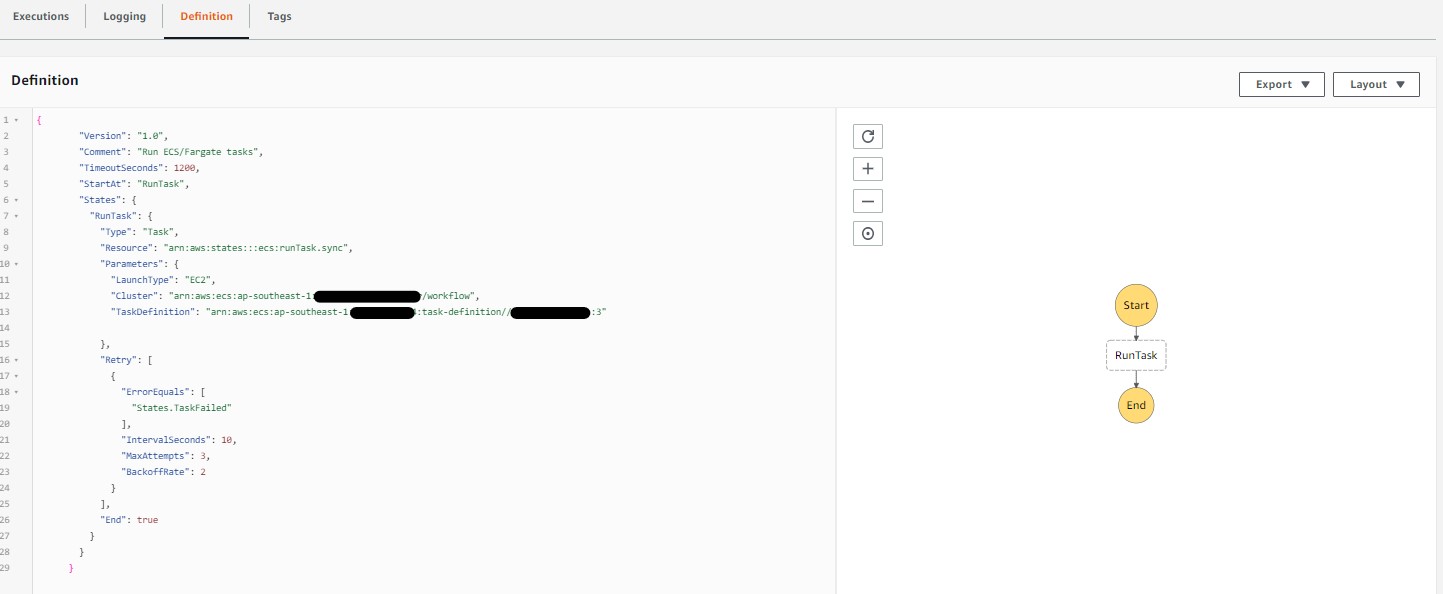 Executions
Logging
Definition
Tags
Definition
Export
Layout
1 {
2 "Version": "1.0",
3 "Comment": "Run ECS/Fargate tasks",
4 "TimeoutSeconds": 1200,
5 "StartAt": "RunTask",
6 "States": {
7 "RunTask": {
8 "Type": "Task",
9 "Resource": "arn:aws:states:::ecs:runTask.sync",
10 "Parameters": {
11 "LaunchType": "EC2",
12 "Cluster": "arn:aws:ecs:ap-southeast-1: /workflow",
13 "TaskDefinition": "arn:aws:ecs:ap-southeast-1 :task-definition// :3"
14
15 },
16 "Retry": [
17 {
18 "ErrorEquals": [
19 "States.TaskFailed"
20 ],
21 "IntervalSeconds": 10,
22 "MaxAttempts": 3,
23 "BackoffRate": 2
24 }
25 ],
26 "End": true
27 }
28 }
29 }
Start
RunTask
End